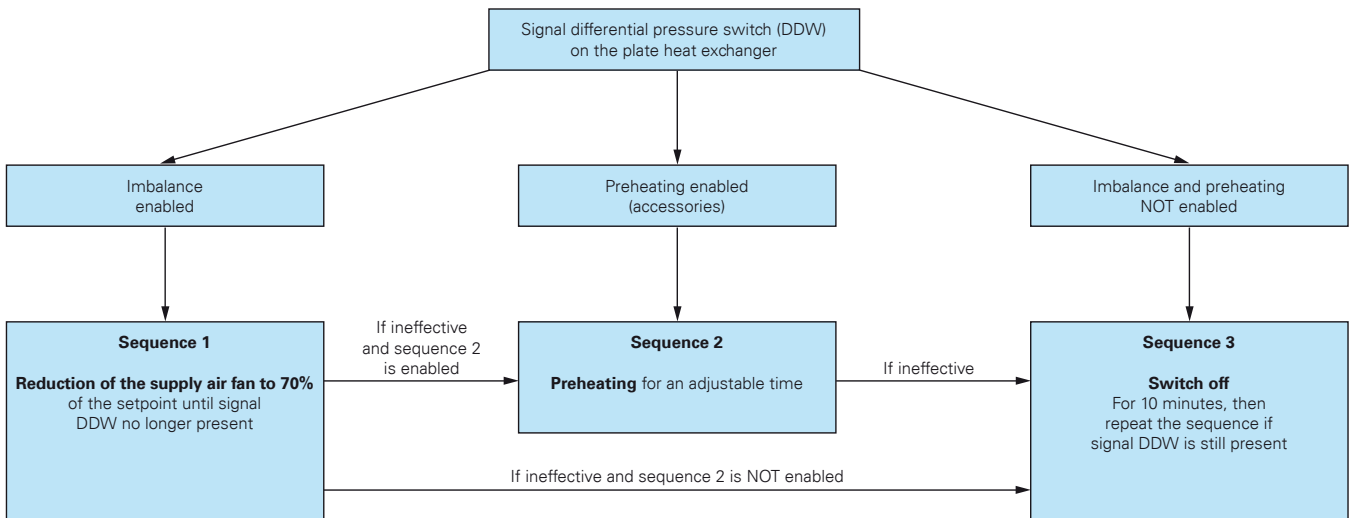 Signal differential pressure switch (DDW)
on the plate heat exchanger
Imbalance
enabled
Preheating enabled
(accessories)
Imbalance and preheating
NOT enabled
Sequence 1
Reduction of the supply air fan to 70%
of the setpoint until signal
DDW no longer present
If ineffective
and sequence 2
is enabled
Sequence 2
Preheating for an adjustable time
If ineffective
Sequence 3
Switch off
For 10 minutes, then
repeat the sequence if
signal DDW is still present
If ineffective and sequence 2 is NOT enabled